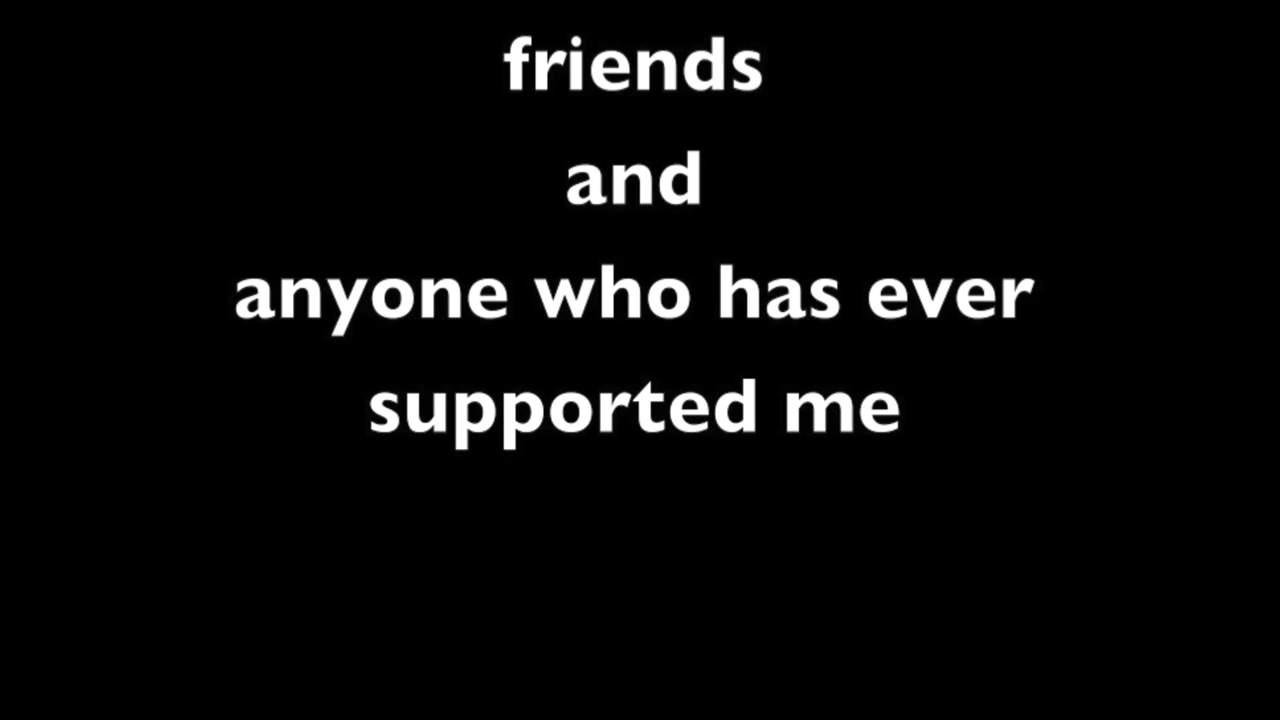 friends
and
anyone who has ever
supported me